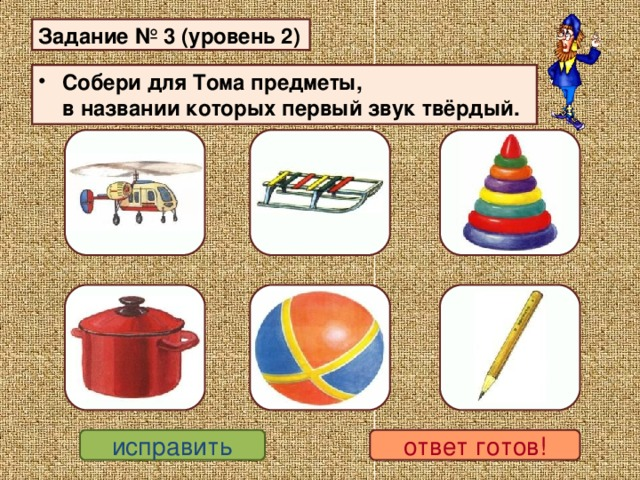 Задание № 3 (уровень 2)
• Собери для Тома предметы,
в названии которых первый звук твёрдый.
исправить
ответ готов!